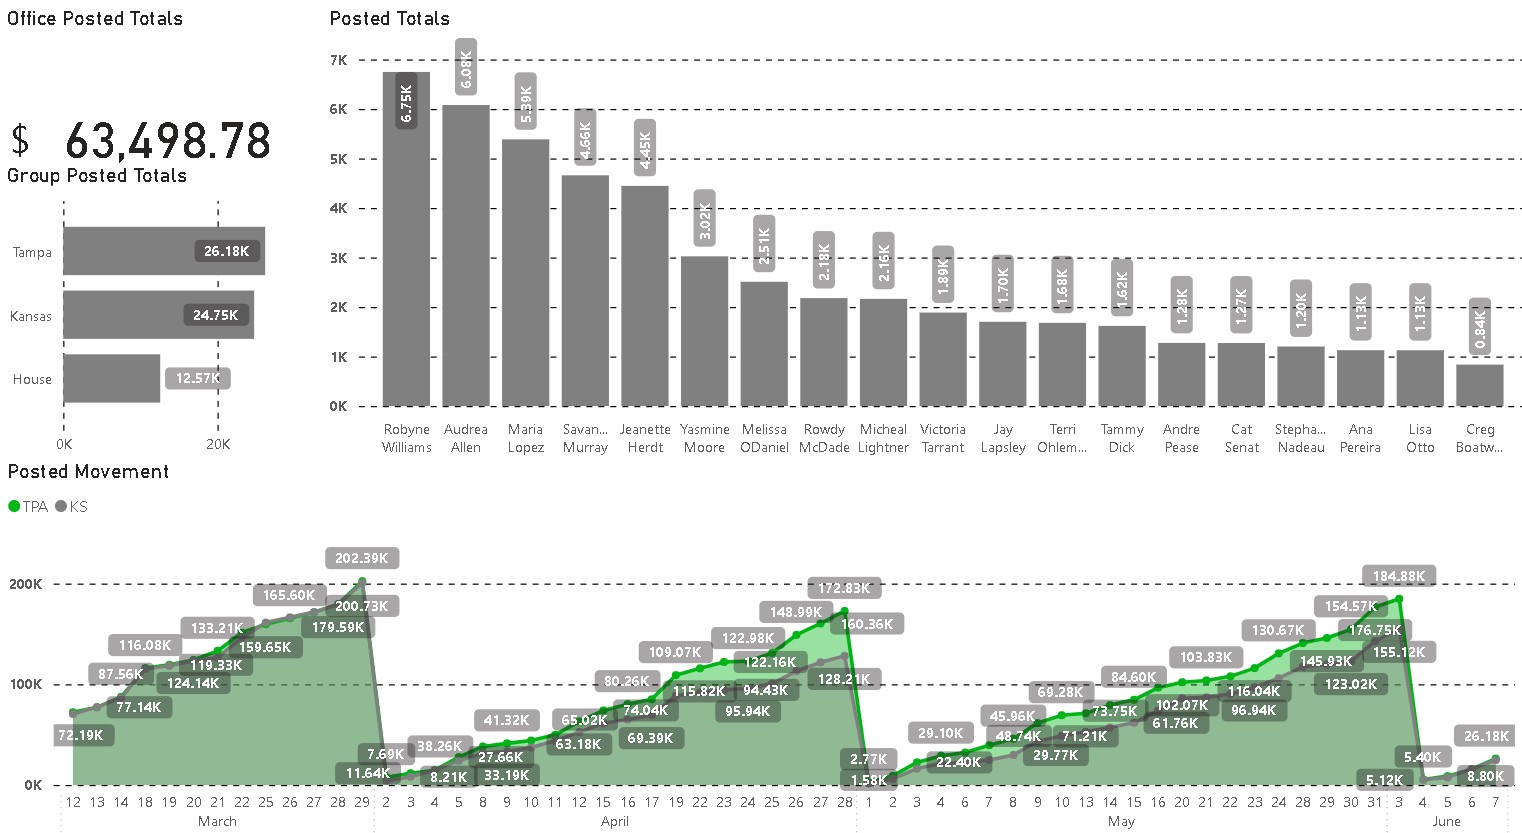 Office Posted Totals
$ 63,498.78
Group Posted Totals
Tampa 26.18K
Kansas 24.75K
House 12.57K
0K 20K
Posted Totals
7K
6K
5K
4K
3K
2K
1K
0K
6.75K 6.08K 5.39K 4.66K 4.45K 3.02K 2.51K 2.18K 2.16K 1.89K 1.70K 1.68K 1.62K 1.28K 1.27K 1.20K 1.13K 1.13K 0.84K
Robyne Audrea Maria Savan... Jeanette Yasmine Melissa Rowdy Micheal Victoria Jay Terri Tammy Andre Cat Stepha... Ana Lisa Creg
Williams Allen Lopez Murray Herdt Moore ODaniel McDade Lightner Tarrant Lapsley Ohlem... Dick Pease Senat Nadeau Pereira Otto Boatw...
Posted Movement
TPA KS
200K
100K
0K
72.19K 87.56K 77.14K 116.08K 124.14K 133.21K 119.33K 159.65K 165.60K 179.59K 202.39K 200.73K
7.69K 11.64K 38.26K 8.21K 41.32K 27.66K 33.19K 65.02K 63.18K 80.26K 74.04K 69.39K 109.07K 115.82K 122.98K 95.94K 94.43K 122.16K 148.99K 172.83K 160.36K 128.21K
2.77K 1.58K 29.10K 22.40K 45.96K 48.74K 69.28K 29.77K 71.21K 84.60K 73.75K 61.76K 103.83K 102.07K 116.04K 96.94K 130.67K 145.93K 123.02K 154.57K 176.75K 184.88K 155.12K
5.12K 5.40K 26.18K 8.80K
12 13 14 18 19 20 21 22 25 26 27 28 29 2 3 4 5 8 9 10 11 12 15 16 17 19 22 23 24 25 26 27 28 1 2 3 6 7 8 9 10 13 14 15 16 20 21 22 23 24 28 29 30 31 3 4 5 6 7
March April May June